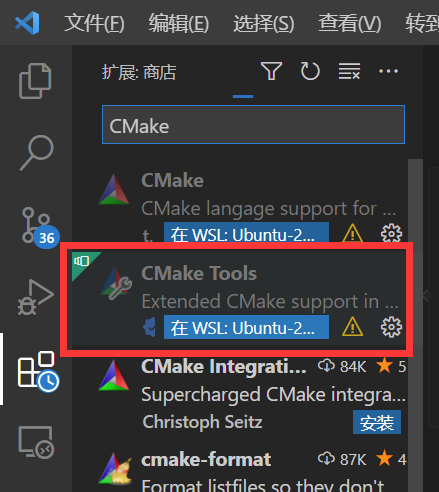 文件(F) 编辑(E) 选择(S) 查看(V) 转到
扩展: 商店
CMake
CMake
CMake langage support for ...
t. 在 WSL: Ubuntu-2...
36
CMake Tools
Extended CMake support in ...
在 WSL: Ubuntu-2...
CMake Integrati... 84K 5
Supercharged CMake integra...
Christoph Seitz 安装
cmake-format 87K 4
Format listfiles so they don't